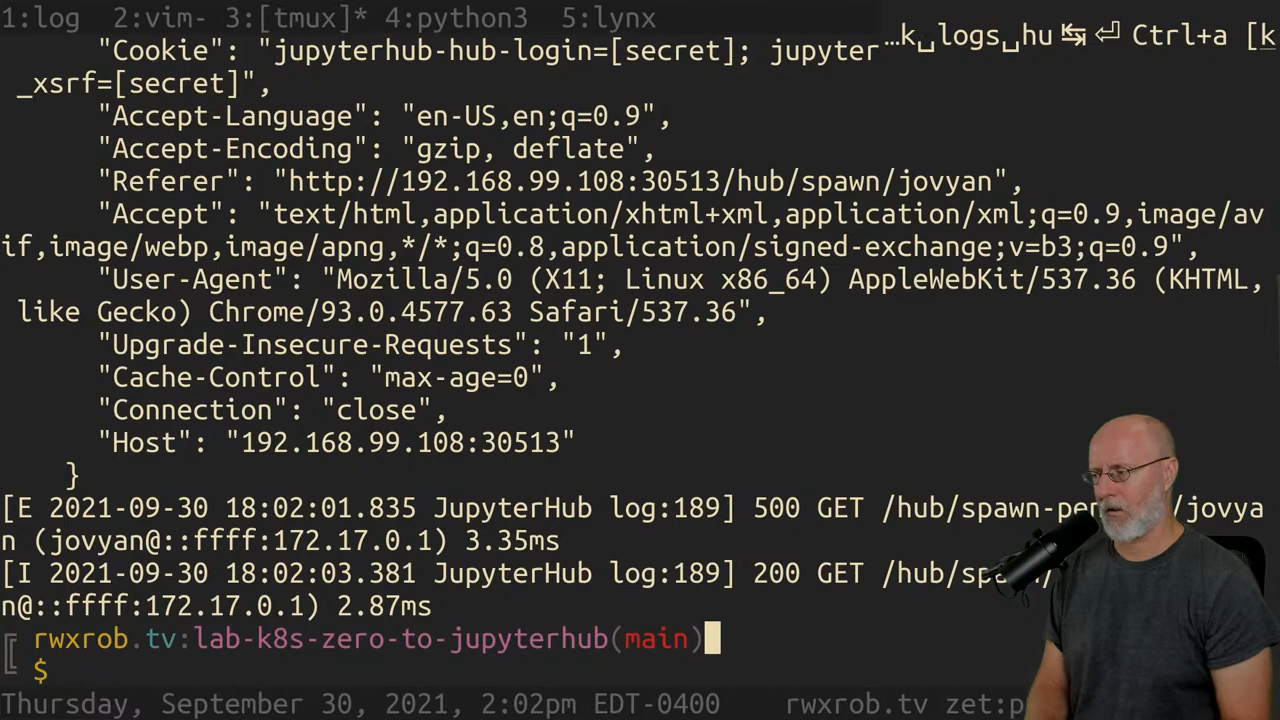 1:log  2:vim- 3:[tmux]* 4:python3  5:lynx
…k␣logs␣hu ↹ ⏎ Ctrl+a [k
"Cookie": "jupyterhub-hub-login=[secret]; jupyter
_xsrf=[secret]",
"Accept-Language": "en-US,en;q=0.9",
"Accept-Encoding": "gzip, deflate",
"Referer": "http://192.168.99.108:30513/hub/spawn/jovyan",
"Accept": "text/html,application/xhtml+xml,application/xml;q=0.9,image/av
if,image/webp,image/apng,*/*;q=0.8,application/signed-exchange;v=b3;q=0.9",
"User-Agent": "Mozilla/5.0 (X11; Linux x86_64) AppleWebKit/537.36 (KHTML,
like Gecko) Chrome/93.0.4577.63 Safari/537.36",
"Upgrade-Insecure-Requests": "1",
"Cache-Control": "max-age=0",
"Connection": "close",
"Host": "192.168.99.108:30513"
}
[E 2021-09-30 18:02:01.835 JupyterHub log:189] 500 GET /hub/spawn-pe /jovya
n (jovyan@::ffff:172.17.0.1) 3.35ms
[I 2021-09-30 18:02:03.381 JupyterHub log:189] 200 GET /hub/sp
n@::ffff:172.17.0.1) 2.87ms
rwxrob.tv:lab-k8s-zero-to-jupyterhub(main)
$
Thursday, September 30, 2021, 2:02pm EDT-0400 rwxrob.tv zet:p